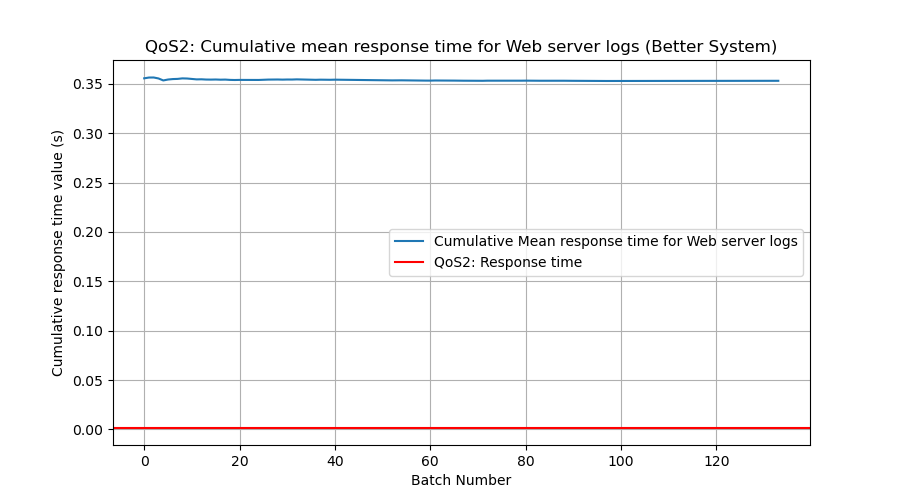 QoS2: Cumulative mean response time for Web server logs (Better System)
Cumulative response time value (s)
0.35
0.30
0.25
0.20
0.15
0.10
0.05
0.00
Cumulative Mean response time for Web server logs
QoS2: Response time
0 20 40 60 80 100 120
Batch Number